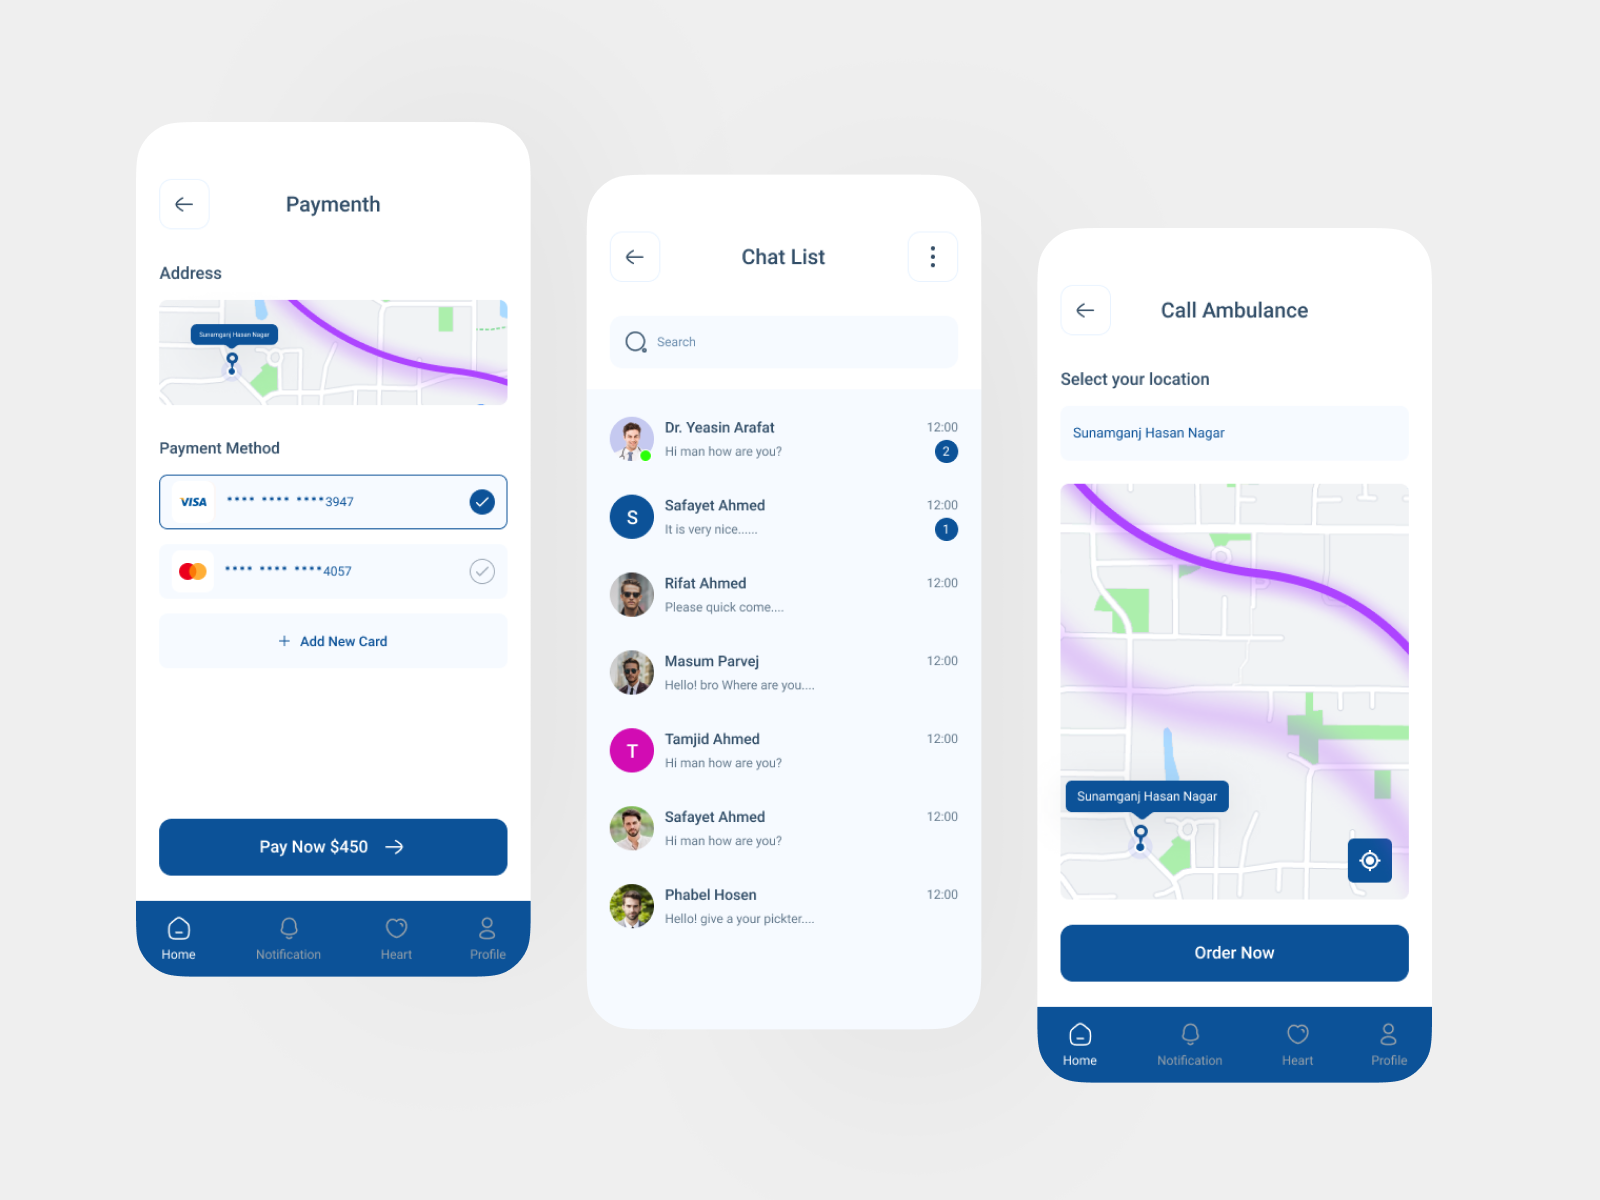 Paymenth
Address
Sunamganj Hasan Nagar
Payment Method
VISA
**** **** ****3947
**** **** ****4057
+ Add New Card
Pay Now $450
Home
Notification
Heart
Profile
Chat List
Search
Dr. Yeasin Arafat
12:00
Hi man how are you?
2
S
Safayet Ahmed
12:00
It is very nice......
1
Rifat Ahmed
12:00
Please quick come....
Masum Parvej
12:00
Hello! bro Where are you....
T
Tamjid Ahmed
12:00
Hi man how are you?
Safayet Ahmed
12:00
Hi man how are you?
Phabel Hosen
12:00
Hello! give a your pickter....
Call Ambulance
Select your location
Sunamganj Hasan Nagar
Sunamganj Hasan Nagar
Order Now
Home
Notification
Heart
Profile